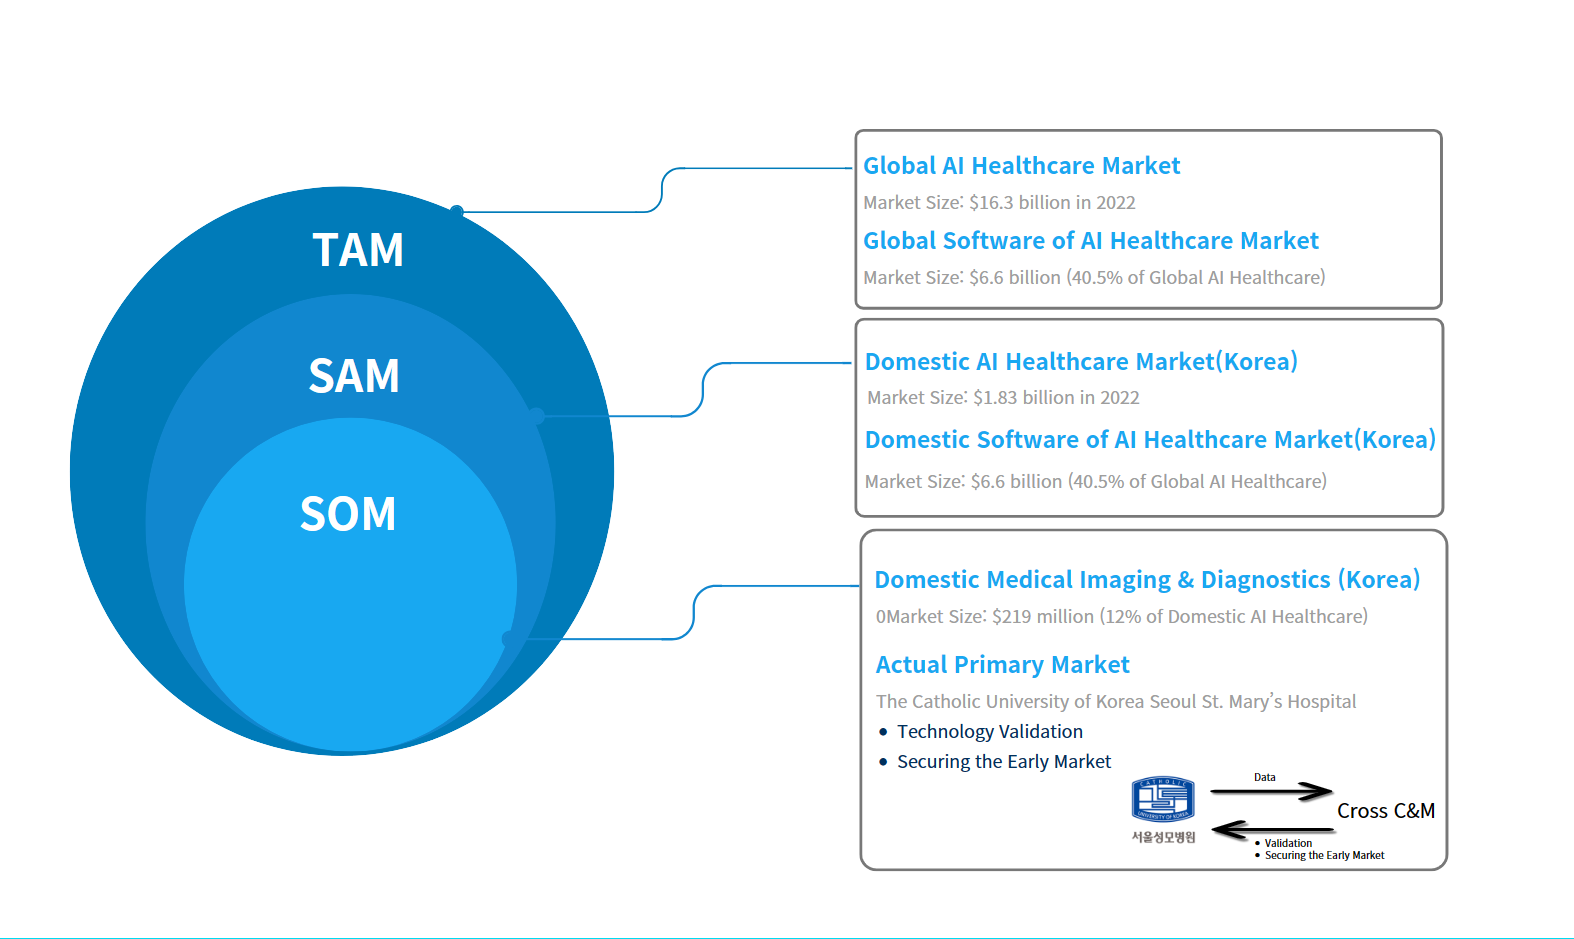 TAM
SAM
SOM
Global AI Healthcare Market
Market Size: $16.3 billion in 2022
Global Software of AI Healthcare Market
Market Size: $6.6 billion (40.5% of Global AI Healthcare)
Domestic AI Healthcare Market(Korea)
Market Size: $1.83 billion in 2022
Domestic Software of AI Healthcare Market(Korea)
Market Size: $6.6 billion (40.5% of Global AI Healthcare)
Domestic Medical Imaging & Diagnostics (Korea)
0Market Size: $219 million (12% of Domestic AI Healthcare)
Actual Primary Market
The Catholic University of Korea Seoul St. Mary’s Hospital
• Technology Validation
• Securing the Early Market
CATHOLIC
UNIVERSITY OF KOREA
서울성모병원
Data
Cross C&M
• Validation
• Securing the Early Market